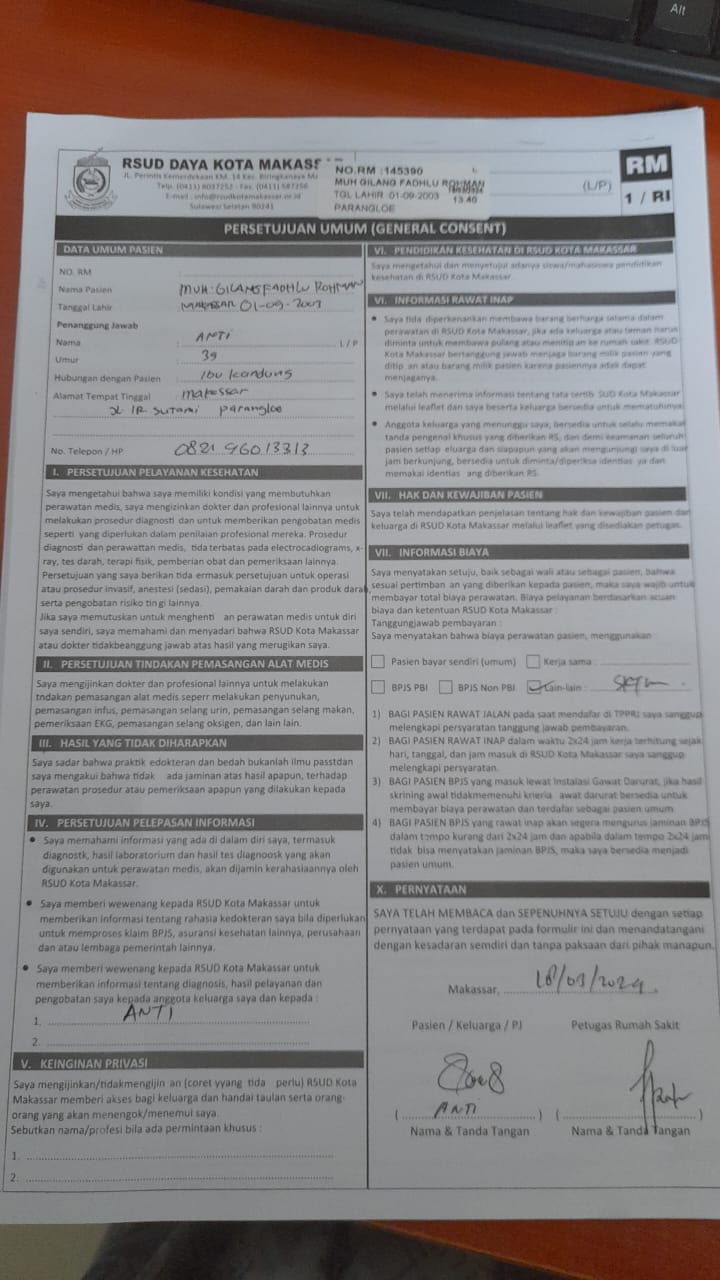 Alt
RSUD DAYA KOTA MAKASS
JL. Perintis Kemerdekaan KM. 14 Kec. Biringkanaya
Telp. (0411) Fax. (0411)
E-mail : info@rsudkotamakassar.or.id
Sulawesi Selatan 90241
NO.RM :145390
MUH GILANG FADHLU ROHMAN
TGL LAHIR :01-09-2003
13.40
PARANGLOE
(L/P)
RM
1 / RI
PERSETUJUAN UMUM (GENERAL CONSENT)
DATA UMUM PASIEN
NO. RM
Nama Pasien : MUH. GILANG FADHLU ROHMAN
Tanggal Lahir : MAKASSAR 01-09-2003
Penanggung Jawab
Nama : ANTI L / P
Umur : 39
Hubungan dengan Pasien : Ibu kandung
Alamat Tempat Tinggal : makassar
Jl IR Sutami parangloe
No. Telepon / HP : 0821 96013313
I. PERSETUJUAN PELAYANAN KESEHATAN
Saya mengetahui bahwa saya memiliki kondisi yang membutuhkan
perawatan medis, saya mengizinkan dokter dan profesional lainnya untuk
melakukan prosedur diagnosti dan untuk memberikan pengobatan medis
seperti yang diperlukan dalam penilaian profesional mereka. Prosedur
diagnosti dan perawattan medis, tida terbatas pada electrocadiograms, x-
ray, tes darah, terapi fisik, pemberian obat dan pemeriksaan lainnya.
Persetujuan yang saya berikan tida ermasuk persetujuan untuk operasi
atau prosedur invasif, anestesi (sedasi), pemakaian darah dan produk darah,
serta pengobatan risiko tingi lainnya.
Jika saya memutuskan untuk menghenti an perawatan medis untuk diri
saya sendiri, saya memahami dan menyadari bahwa RSUD Kota Makassar
atau dokter tidakbeanggung jawab atas hasil yang merugikan saya.
II. PERSETUJUAN TINDAKAN PEMASANGAN ALAT MEDIS
Saya mengijinkan dokter dan profesional lainnya untuk melakukan
tndakan pemasangan alat medis seperr melakukan penyunukan,
pemasangan infus, pemasangan selang urin, pemasangan selang makan,
pemeriksaan EKG, pemasangan selang oksigen, dan lain lain.
III. HASIL YANG TIDAK DIHARAPKAN
Saya sadar bahwa praktik edokteran dan bedah bukanlah ilmu passtdan
saya mengakui bahwa tidak ada jaminan atas hasil apapun, terhadap
perawatan prosedur atau pemeriksaan apapun yang dilakukan kepada
saya.
IV. PERSETUJUAN PELEPASAN INFORMASI
• Saya memahami informasi yang ada di dalam diri saya, termasuk
diagnostk, hasil laboratorium dan hasil tes diagnoosk yang akan
digunakan untuk perawatan medis, akan dijamin kerahasiaannya oleh
RSUD Kota Makassar.
• Saya memberi wewenang kepada RSUD Kota Makassar untuk
memberikan informasi tentang rahasia kedokteran saya bila diperlukan
untuk memproses klaim BPJS, asuransi kesehatan lainnya, perusahaan
dan atau lembaga pemerintah lainnya.
• Saya memberi wewenang kepada RSUD Kota Makassar untuk
memberikan informasi tentang diagnosis, hasil pelayanan dan
pengobatan saya kepada anggota keluarga saya dan kepada :
1. ANTI
2.
V. KEINGINAN PRIVASI
Saya mengijinkan/tidakmengijin an (coret yyang tida perlu) RSUD Kota
Makassar memberi akses bagi keluarga dan handai taulan serta orang-
orang yang akan menengok/menemui saya.
Sebutkan nama/profesi bila ada permintaan khusus :
1.
2.
VI. PENDIDIKAN KESEHATAN DI RSUD KOTA MAKASSAR
Saya mengetahui dan menyetujui adanya siswa/mahasiswa pendidikan
kesehatan di RSUD Kota Makassar.
VI. INFORMASI RAWAT INAP
• Saya tida diperkenankan membawa barang berharga selama dalam
perawatan di RSUD Kota Makassar, jika ada keluarga atau teman harus
diminta untuk membawa pulang atau menitip an ke rumah sakit. RSUD
Kota Makassar bertanggung jawab menjaga barang milik pasien yang
ditip an atau barang milik pasien karena pasiennya adek dapat
menjaganya.
• Saya telah menerima informasi tentang tata tertib SUD Kota Makassar
melalui leaflet dan saya beserta keluarga bersedia untuk mematuhinya.
• Anggota keluarga yang menunggu saya, bersedia untuk selalu memakai
tanda pengenal khusus yang diberikan RS, dan demi keamanan seluruh
pasien setiap eluarga dan siapapun yang akan mengunjungi saya di luar
jam berkunjung, bersedia untuk diminta/diperiksa identias ya dan
memakai identias ang diberikan RS.
VII. HAK DAN KEWAJIBAN PASIEN
Saya telah mendapatkan penjelasan tentang hak dan kewajiban pasien dan
keluarga di RSUD Kota Makassar melalui leaflet yang disediakan petugas.
VII. INFORMASI BIAYA
Saya menyatakan setuju, baik sebagai wali atau sebagai pasien, bahwa
sesuai pertimban an yang diberikan kepada pasien, maka saya wajib untuk
membayar total biaya perawatan. Biaya pelayanan berdasarkan acuan
biaya dan ketentuan RSUD Kota Makassar :
Tanggungjawab pembayaran :
Saya menyatakan bahwa biaya perawatan pasien, menggunakan :
Pasien bayar sendiri (umum) Kerja sama :
BPJS PBI BPJS Non PBI Lain-lain :
1) BAGI PASIEN RAWAT JALAN pada saat mendafar di TPPRJ saya sanggup
melengkapi persyaratan tanggung jawab pembayaran.
2) BAGI PASIEN RAWAT INAP dalam waktu 2x24 jam kerja terhitung sejak
hari, tanggal, dan jam masuk di RSUD Kota Makassar saya sanggup
melengkapi persyaratan.
3) BAGI PASIEN BPJS yang masuk lewat Instalasi Gawat Darurat, jika hasil
skrining awal tidakmemenuhi krieria awat darurat bersedia untuk
membayar biaya perawatan dan terdafar sebagai pasien umum.
4) BAGI PASIEN BPJS yang rawat inap akan segera mengurus jaminan BPJS
dalam tempo kurang dari 2x24 jam dan apabila dalam tempo 2x24 jam
tidak bisa menyatakan jaminan BPJS, maka saya bersedia menjadi
pasien umum.
X. PERNYATAAN
SAYA TELAH MEMBACA dan SEPENUHNYA SETUJU dengan setiap
pernyataan yang terdapat pada formulir ini dan menandatangani
dengan kesadaran semdiri dan tanpa paksaan dari pihak manapun.
Makassar, 18/03/2024.
Pasien / Keluarga / PJ Petugas Rumah Sakit
( ANTI ) ( )
Nama & Tanda Tangan Nama & Tanda Tangan